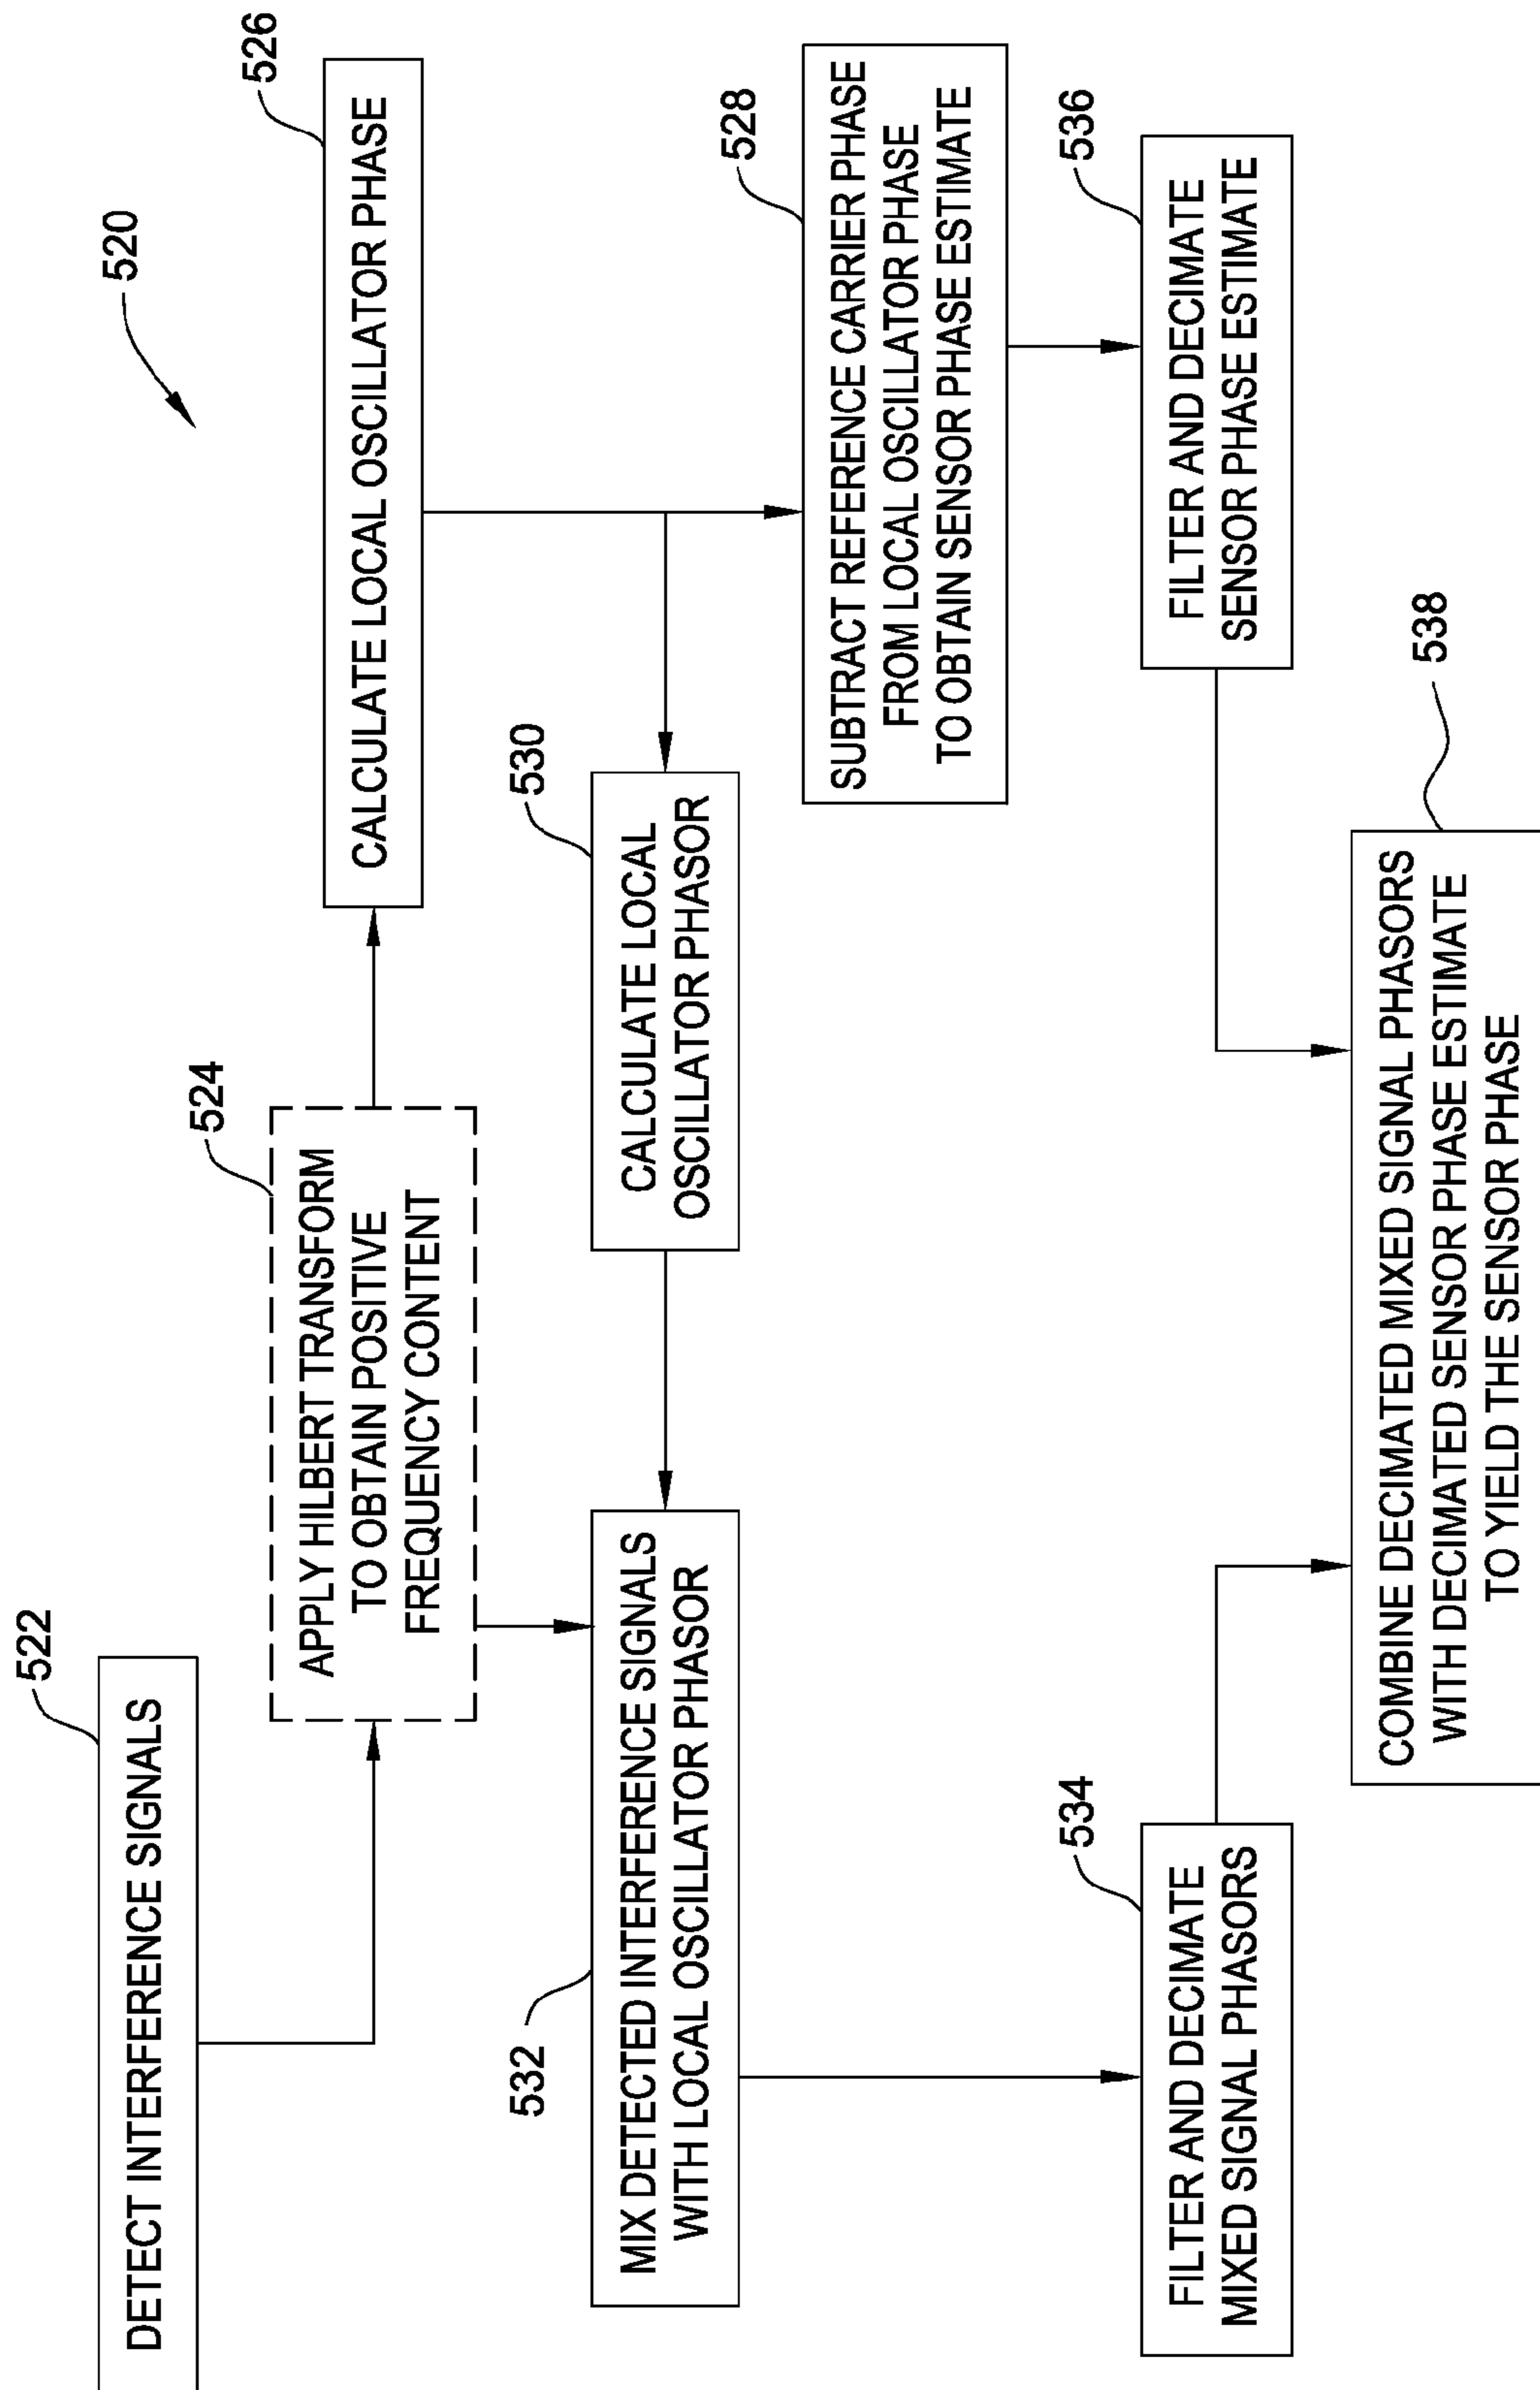 520
522
DETECT INTERFERENCE SIGNALS
524
APPLY HILBERT TRANSFORM
TO OBTAIN POSITIVE
FREQUENCY CONTENT
526
CALCULATE LOCAL OSCILLATOR PHASE
530
CALCULATE LOCAL
OSCILLATOR PHASOR
532
MIX DETECTED INTERFERENCE SIGNALS
WITH LOCAL OSCILLATOR PHASOR
528
SUBTRACT REFERENCE CARRIER PHASE
FROM LOCAL OSCILLATOR PHASE
TO OBTAIN SENSOR PHASE ESTIMATE
534
FILTER AND DECIMATE
MIXED SIGNAL PHASORS
536
FILTER AND DECIMATE
SENSOR PHASE ESTIMATE
538
COMBINE DECIMATED MIXED SIGNAL PHASORS
WITH DECIMATED SENSOR PHASE ESTIMATE
TO YIELD THE SENSOR PHASE